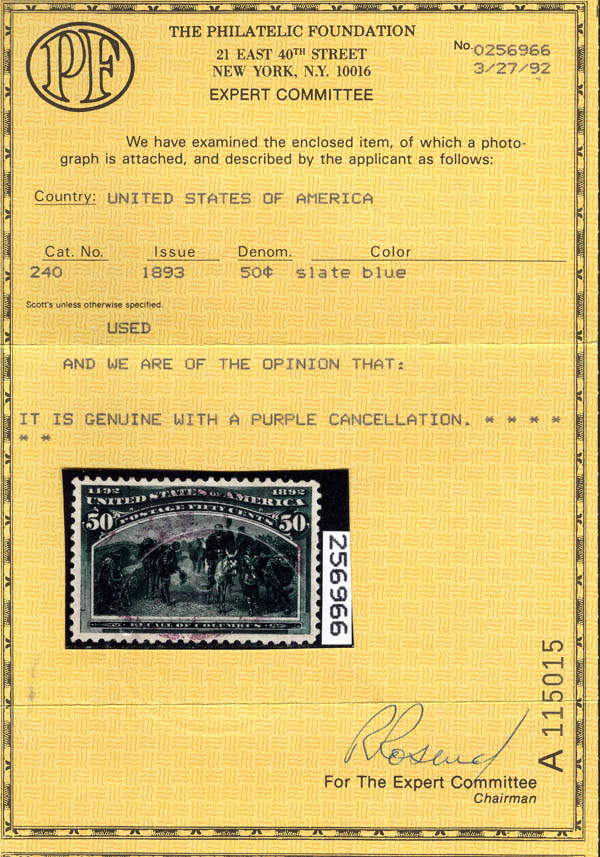 PF
THE PHILATELIC FOUNDATION
21 EAST 40TH STREET
NEW YORK, N.Y. 10016
EXPERT COMMITTEE
No. 0256966
3/27/92
We have examined the enclosed item, of which a photo-
graph is attached, and described by the applicant as follows:
Country: UNITED STATES OF AMERICA
Cat. No. Issue Denom. Color
240 1893 50¢ slate blue
Scott's unless otherwise specified.
USED
AND WE ARE OF THE OPINION THAT:
IT IS GENUINE WITH A PURPLE CANCELLATION. * * * *
* *
1492 1892
UNITED STATES OF AMERICA
50 POSTAGE FIFTY CENTS 50
RECALL OF COLUMBUS
256966
A 115015
For The Expert Committee
Chairman